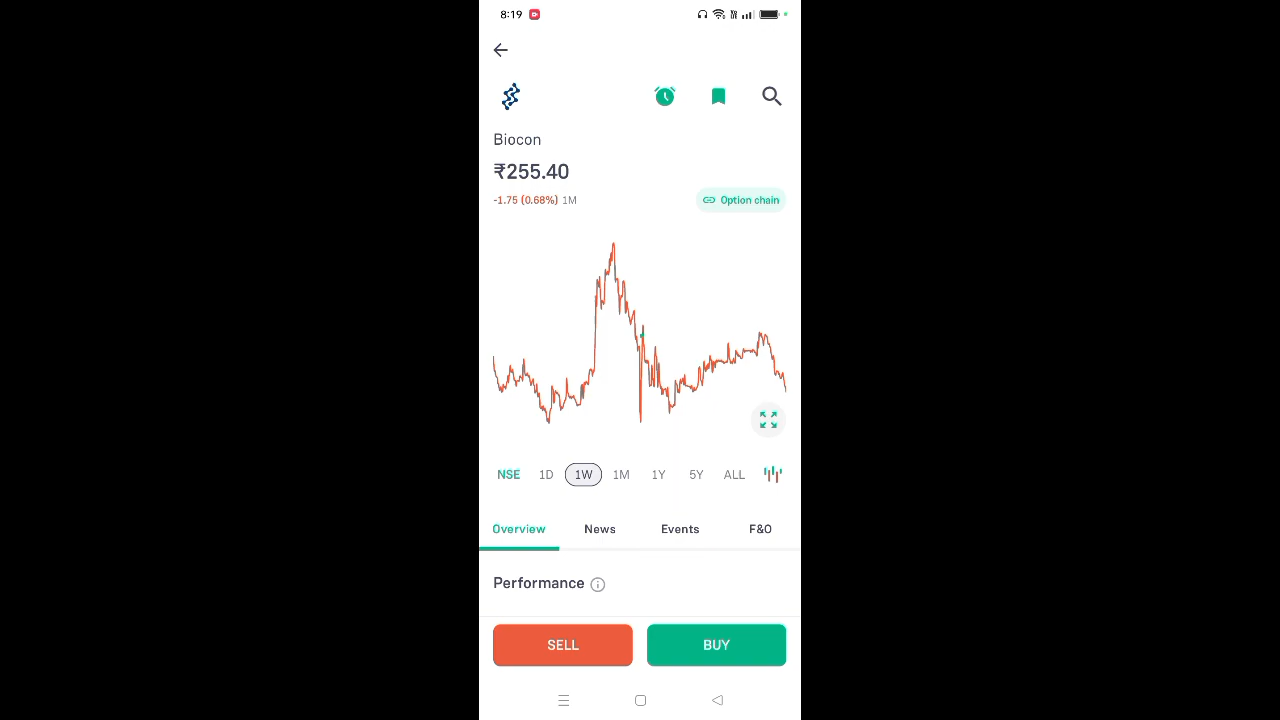 8:19
Biocon
₹255.40
-1.75 (0.68%) 1M
Option chain
NSE 1D 1W 1M 1Y 5Y ALL
Overview News Events F&O
Performance
SELL BUY